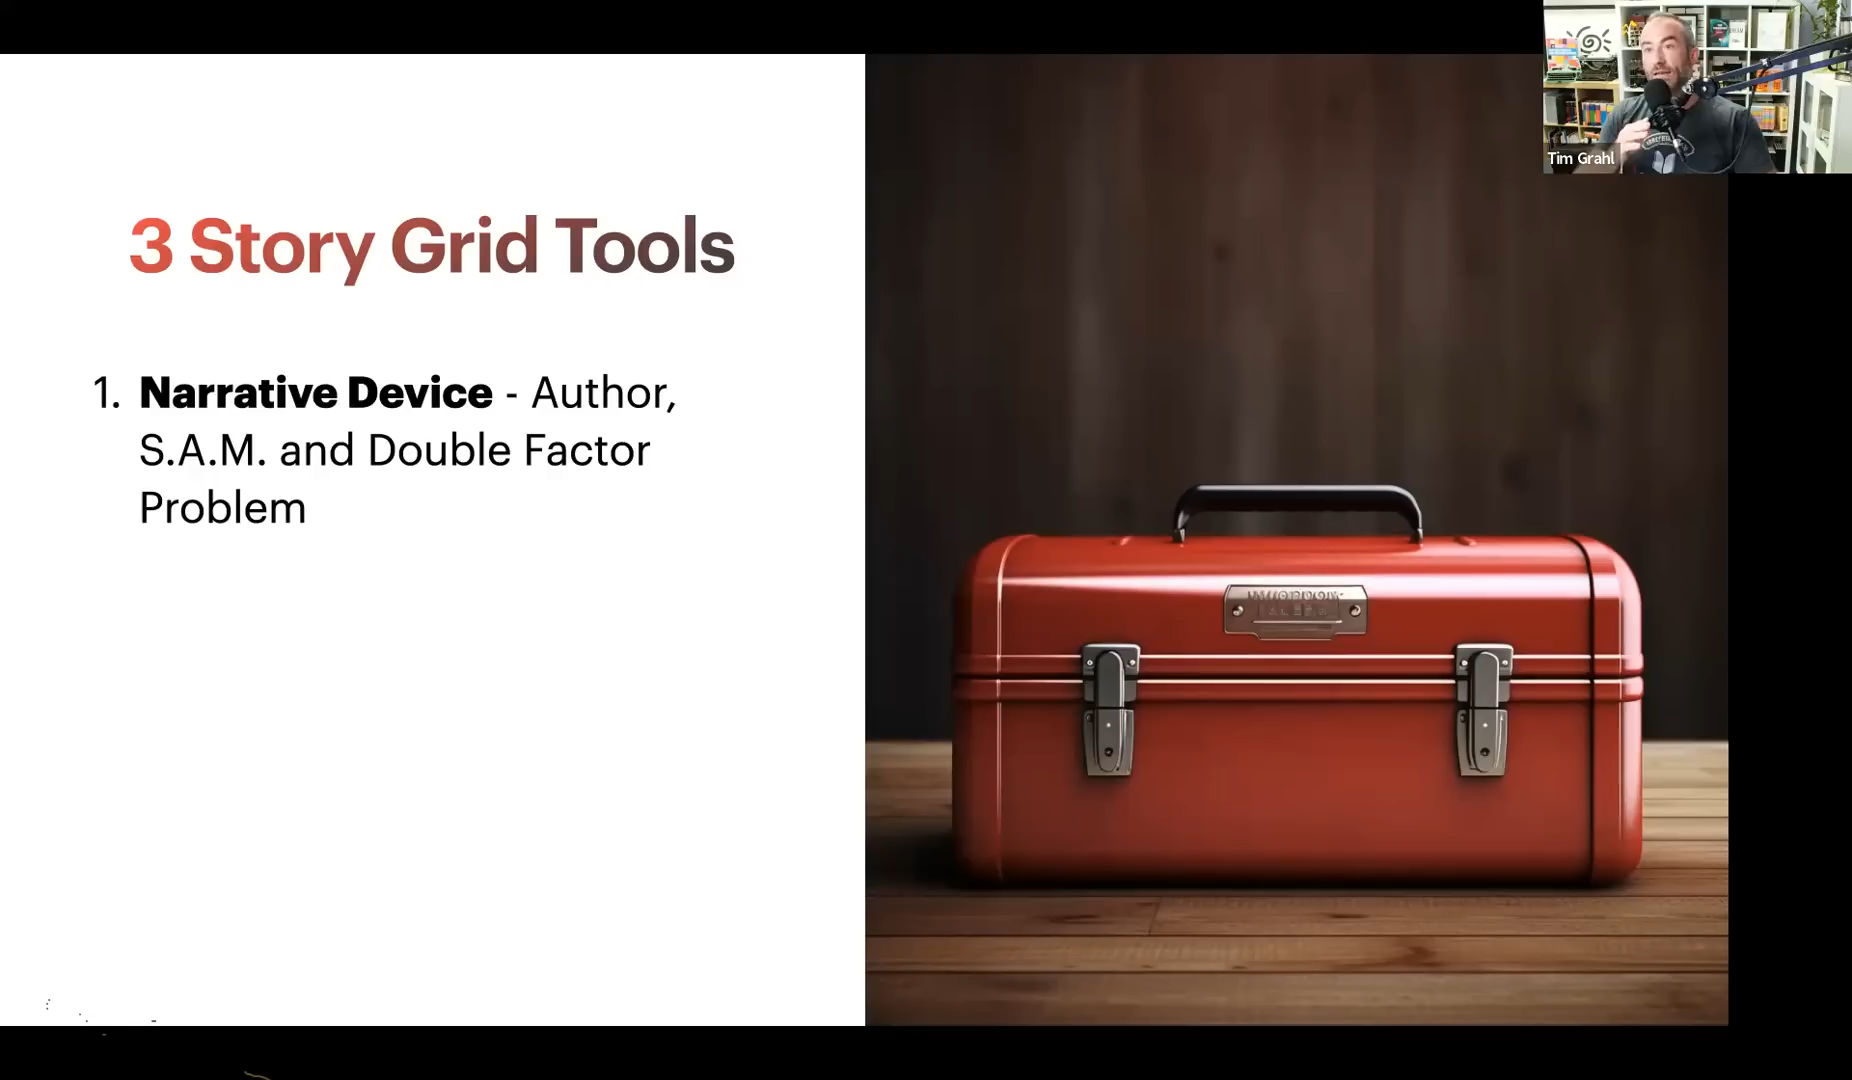 3 Story Grid Tools
1. Narrative Device - Author,
S.A.M. and Double Factor
Problem
Tim Grahl